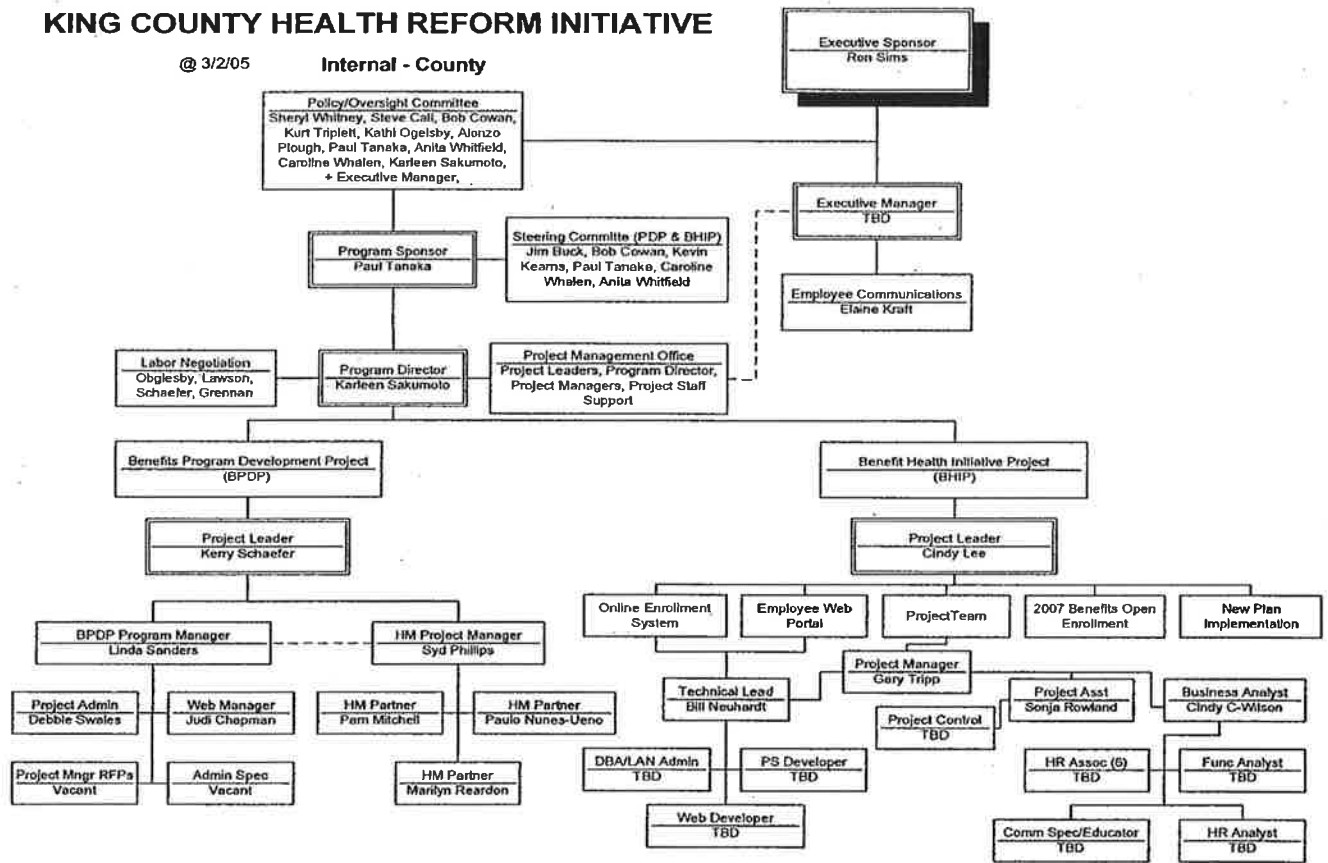 KING COUNTY HEALTH REFORM INITIATIVE
@ 3/2/05
Internal - County
Executive Sponsor
Ron Sims
Policy/Oversight Committee
Sheryl Whitney, Steve Call, Bob Cowan,
Kurt Triplett, Kathi Ogelsby, Alonzo
Plough, Paul Tanaka, Anita Whitfield,
Caroline Whalen, Karleen Sakumoto,
+ Executive Manager,
Executive Manager
TBD
Program Sponsor
Paul Tanaka
Steering Committe (PDP & BHIP)
Jim Buck, Bob Cowan, Kevin
Kearns, Paul Tanaka, Caroline
Whalen, Anita Whitfield
Employee Communications
Elaine Kraft
Labor Negotiation
Obglesby, Lawson,
Schaefer, Grennan
Program Director
Karleen Sakumoto
Project Management Office
Project Leaders, Program Director,
Project Managers, Project Staff
Support
Benefits Program Development Project
(BPDP)
Benefit Health Initiative Project
(BHIP)
Project Leader
Kerry Schaefer
Project Leader
Cindy Lee
Online Enrollment
System
Employee Web
Portal
ProjectTeam
2007 Benefits Open
Enrollment
New Plan
Implementation
BPDP Program Manager
Linda Sanders
HM Project Manager
Syd Phillips
Project Manager
Gary Tripp
Technical Lead
Bill Neuhardt
Project Asst
Sonja Rowland
Business Analyst
Cindy C-Wilson
Project Admin
Debbie Swales
Web Manager
Judi Chapman
HM Partner
Pam Mitchell
HM Partner
Paulo Nunes-Ueno
Project Control
TBD
Project Mngr RFPs
Vacant
Admin Spec
Vacant
HM Partner
Marilyn Reardon
DBA/LAN Admin
TBD
PS Developer
TBD
HR Assoc (6)
TBD
Func Analyst
TBD
Web Developer
TBD
Comm Spec/Educator
TBD
HR Analyst
TBD